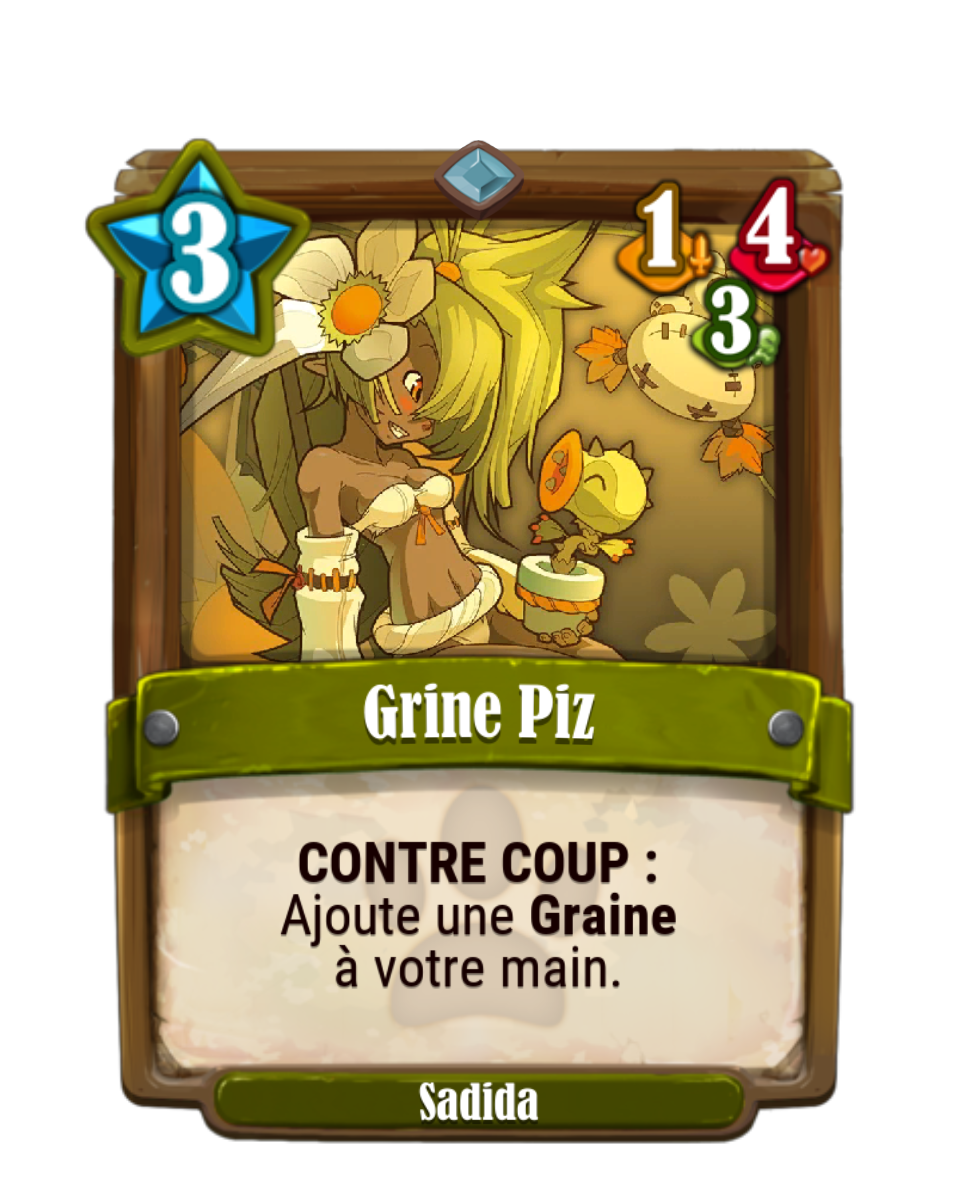 3
1
4
3
Grine Piz
CONTRE COUP :
Ajoute une Graine
à votre main.
Sadida